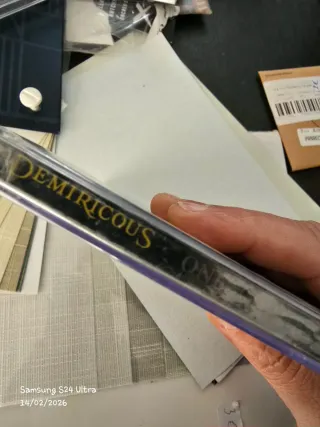 DEMIRICOUS ONE
Samsung S24 Ultra
14/02/2026